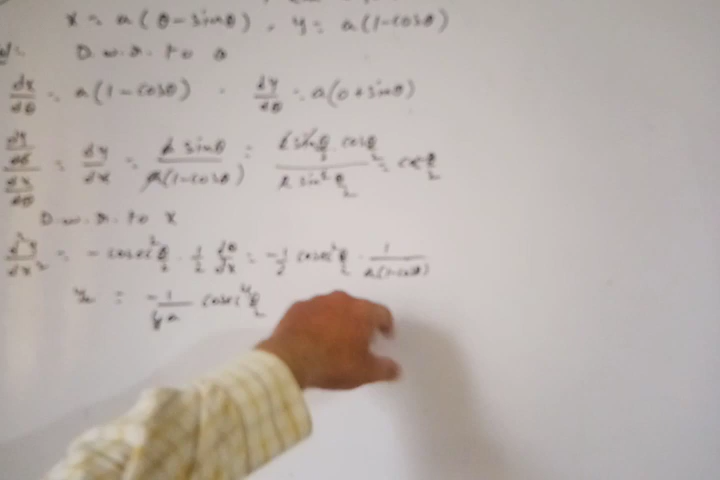 x = a(θ - sinθ), y = a(1-cosθ)
D.w.r. to θ
dx/dθ = a(1 - cosθ) . dy/dθ = a(0 + sinθ)
(dy/dθ)/(dx/dθ) = dy/dx = a sinθ / a(1-cosθ) = 2 sin θ/2 cos θ/2 / 2 sin² θ/2 = cot θ/2
D.w.r. to x
d²y/dx² = - cosec² θ/2 . 1/2 dθ/dx = -1/2 cosec² θ/2 . 1/a(1-cosθ)
y₂ = -1/4a cosec⁴ θ/2